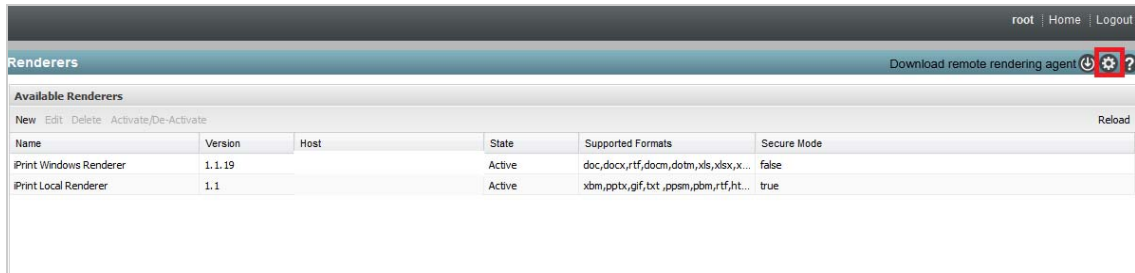 root Home Logout
Renderers Download remote rendering agent ?
Available Renderers
New Edit Delete Activate/De-Activate Reload
Name Version Host State Supported Formats Secure Mode
iPrint Windows Renderer 1.1.19 Active doc,docx,rtf,docm,dotm,xls,xlsx,x... false
iPrint Local Renderer 1.1 Active xbm,pptx,gif,txt ,ppsm,pbm,rtf,ht... true